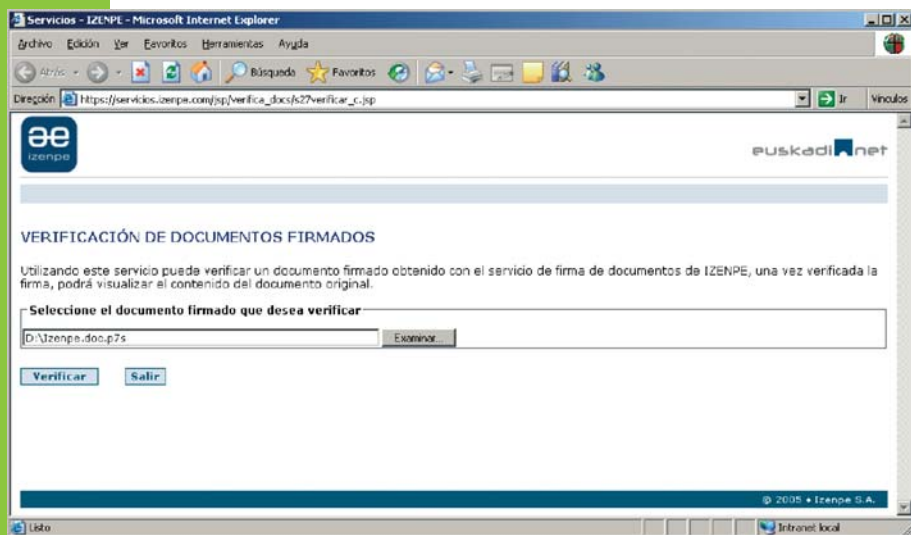 Servicios - IZENPE - Microsoft Internet Explorer
Archivo Edición Ver Favoritos Herramientas Ayuda
Atrás Búsqueda Favoritos
Dirección https://servicios.izenpe.com/jsp/verifica_docs/s27verificar_c.jsp Ir Vínculos
izenpe
euskadi net
VERIFICACIÓN DE DOCUMENTOS FIRMADOS
Utilizando este servicio puede verificar un documento firmado obtenido con el servicio de firma de documentos de IZENPE, una vez verificada la
firma, podrá visualizar el contenido del documento original.
Seleccione el documento firmado que desea verificar
D:\Izenpe.doc.p7s Examinar...
Verificar Salir
© 2005 • Izenpe S.A.
Listo Intranet local